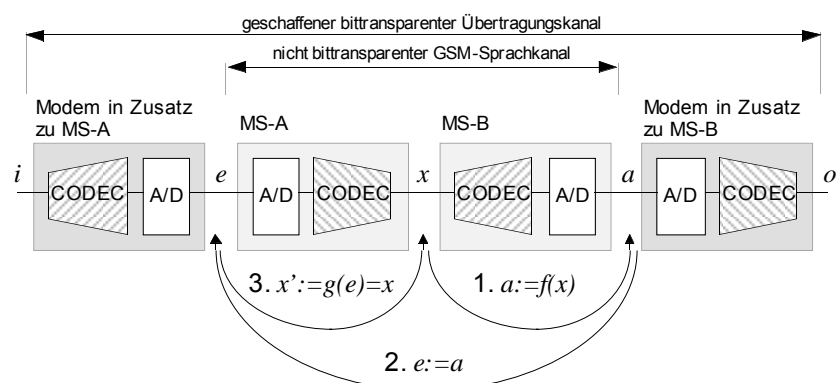 geschaffener bittransparenter Übertragungskanal
nicht bittransparenter GSM-Sprachkanal
Modem in Zusatz
zu MS-A
MS-A
MS-B
Modem in Zusatz
zu MS-B
i
CODEC
A/D
e
A/D
CODEC
x
CODEC
A/D
a
A/D
CODEC
o
3. x':=g(e)=x
1. a:=f(x)
2. e:=a